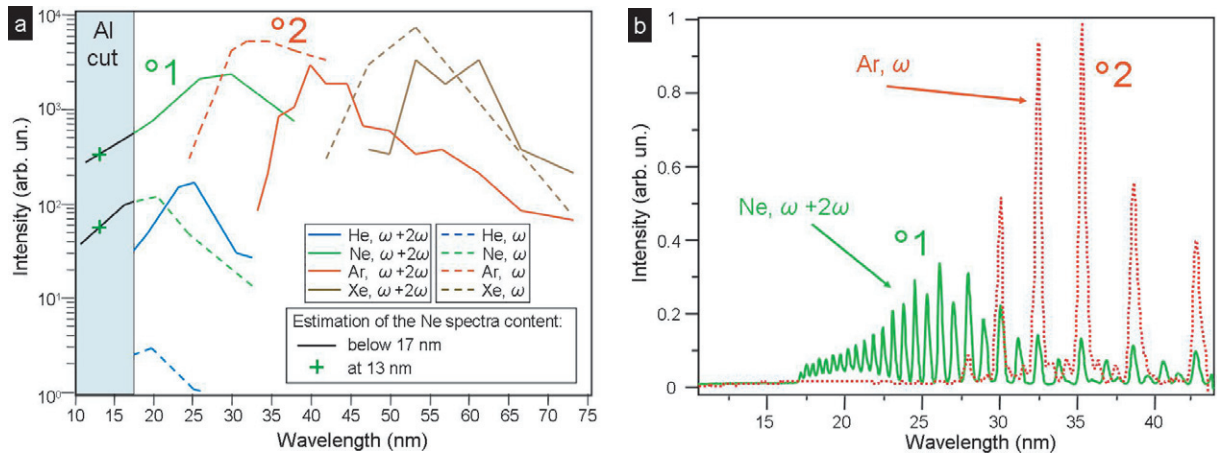 a
Al
cut
°1
°2
10⁴
10³
10²
10¹
10⁰
Intensity (arb. un.)
He, ω +2ω
Ne, ω +2ω
Ar, ω +2ω
Xe, ω +2ω
He, ω
Ne, ω
Ar, ω
Xe, ω
Estimation of the Ne spectra content:
below 17 nm
at 13 nm
10 15 20 25 30 35 40 45 50 55 60 65 70 75
Wavelength (nm)
b
Ar, ω
°2
Ne, ω +2ω
°1
1
0.8
0.6
0.4
0.2
0
Intensity (arb. un.)
15 20 25 30 35 40
Wavelength (nm)